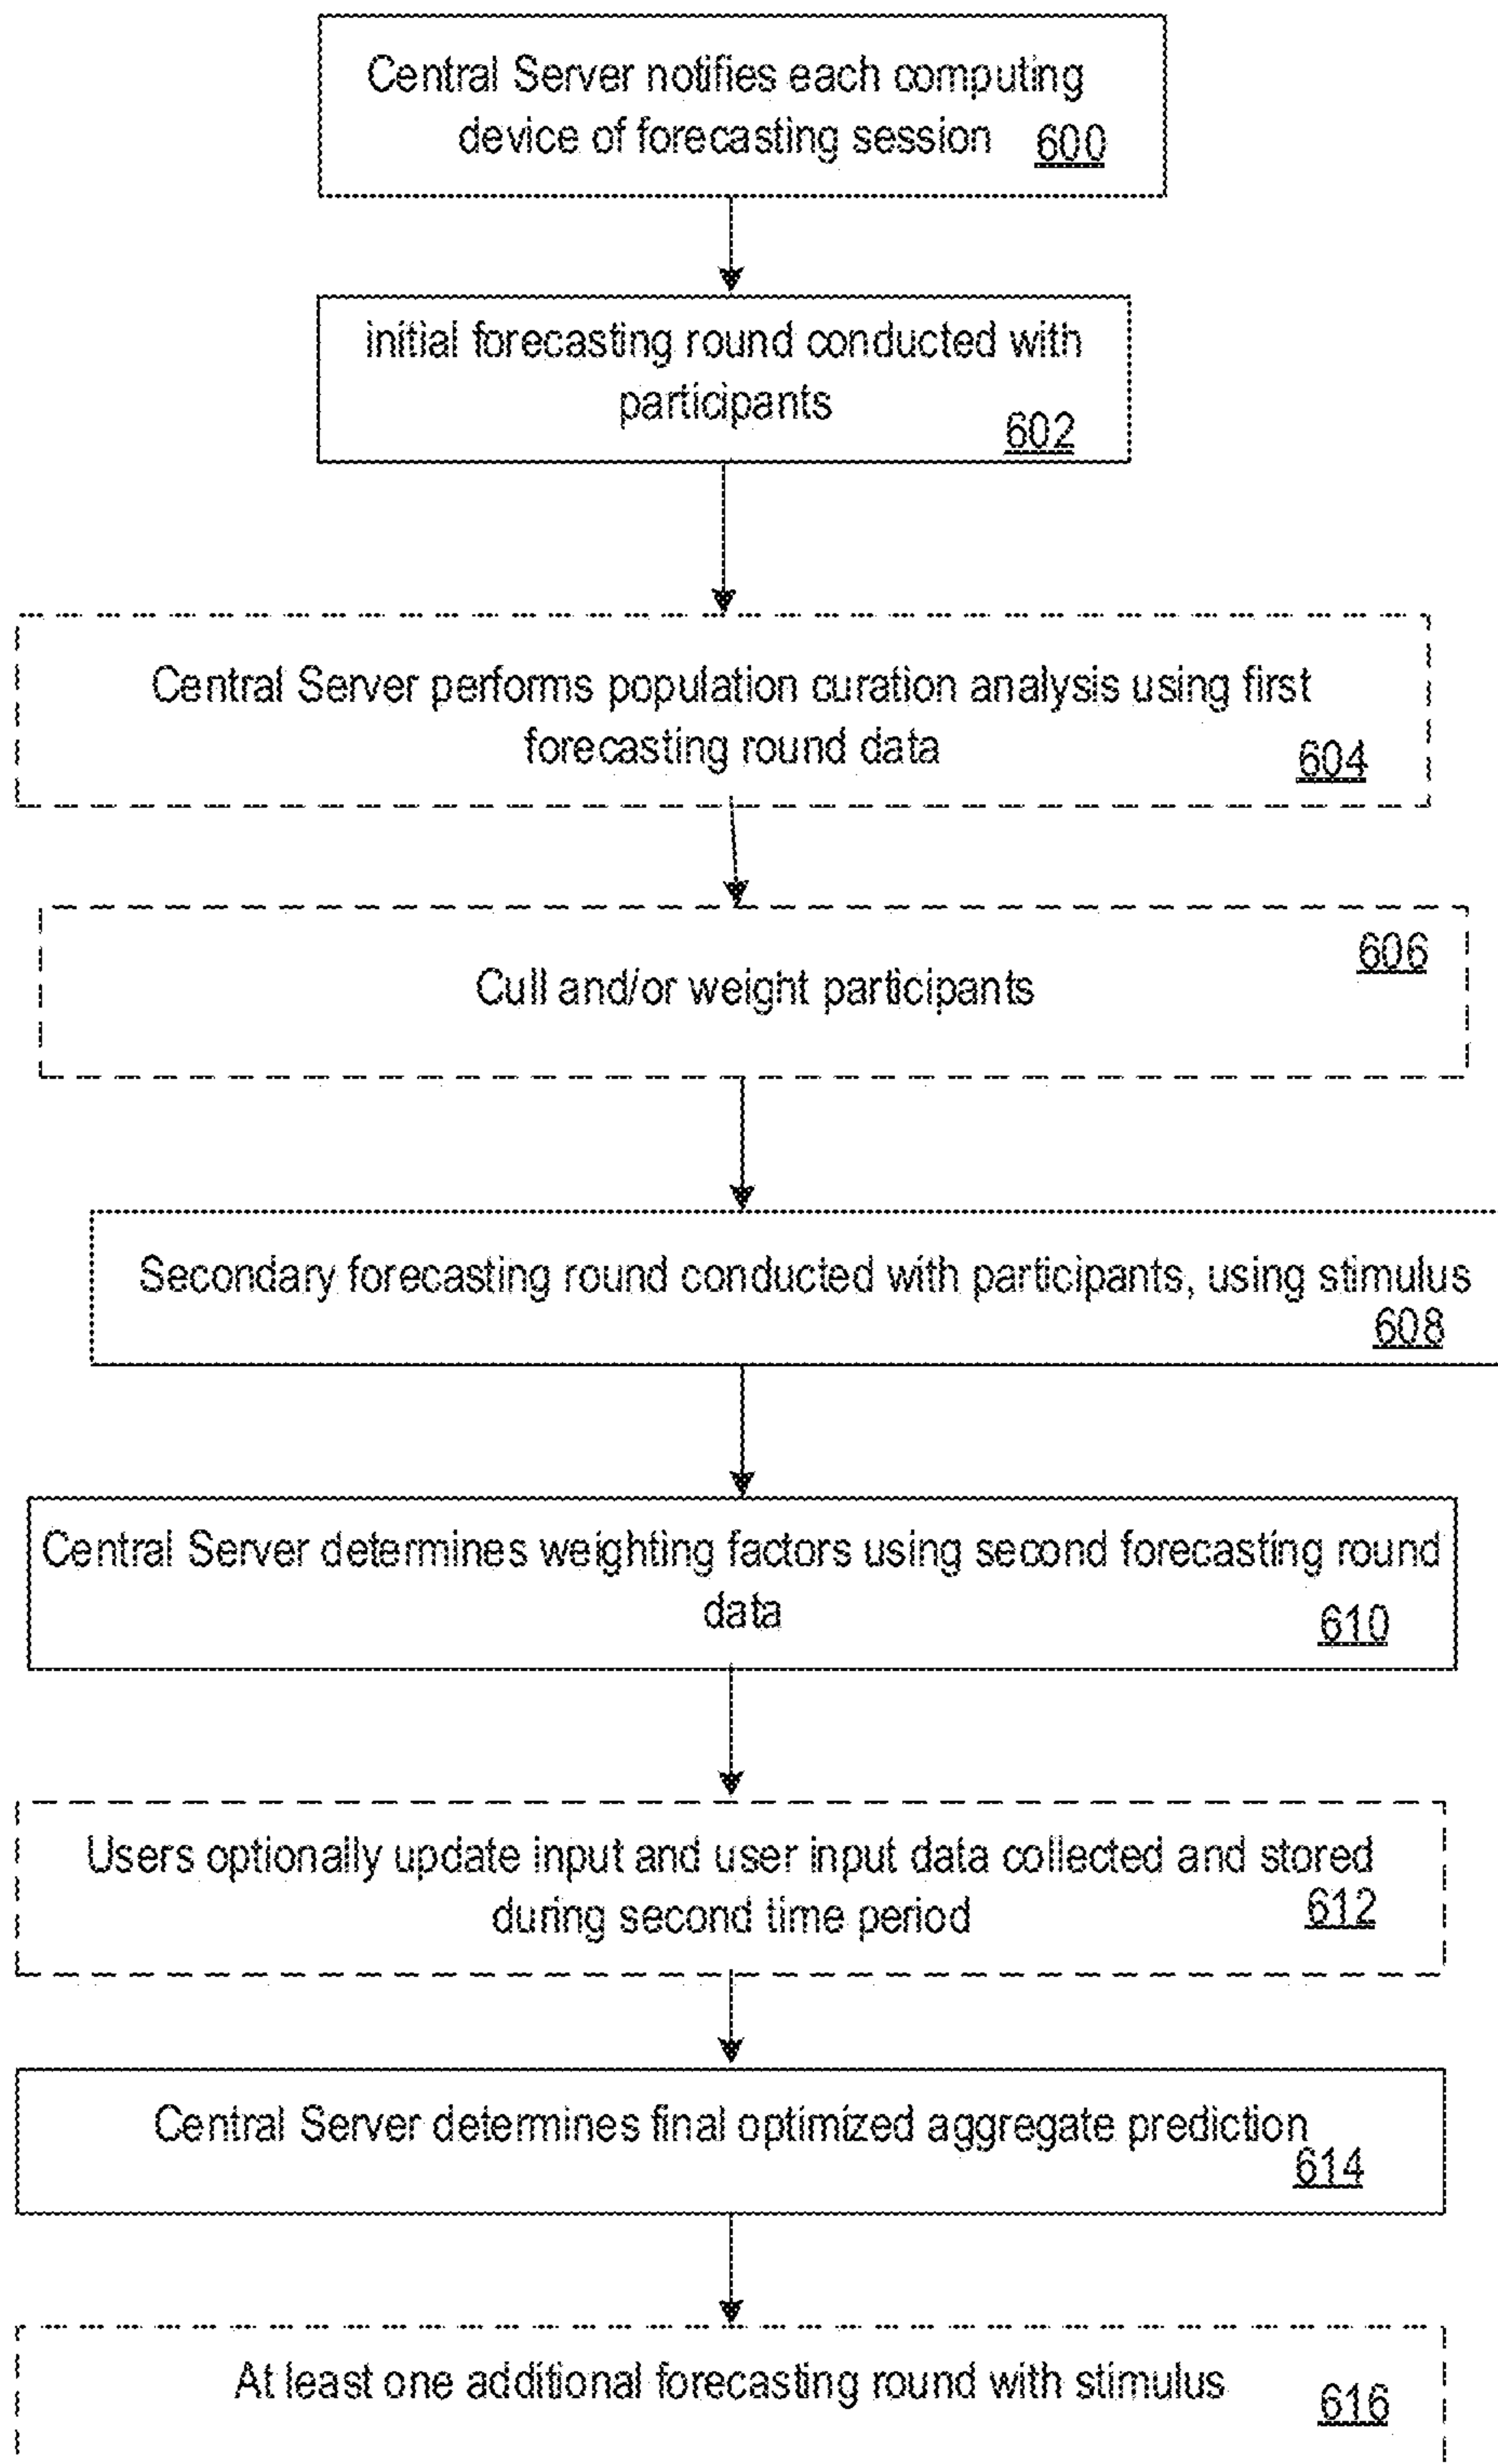 Central Server notifies each computing
device of forecasting session 600
initial forecasting round conducted with
participants
602
Central Server performs population curation analysis using first
forecasting round data
604
606
Cull and/or weight participants
Secondary forecasting round conducted with participants, using stimulus
608
Central Server determines weighting factors using second forecasting round
data
610
Users optionally update input and user input data collected and stored
during second time period
612
Central Server determines final optimized aggregate prediction
614
At least one additional forecasting round with stimulus
616